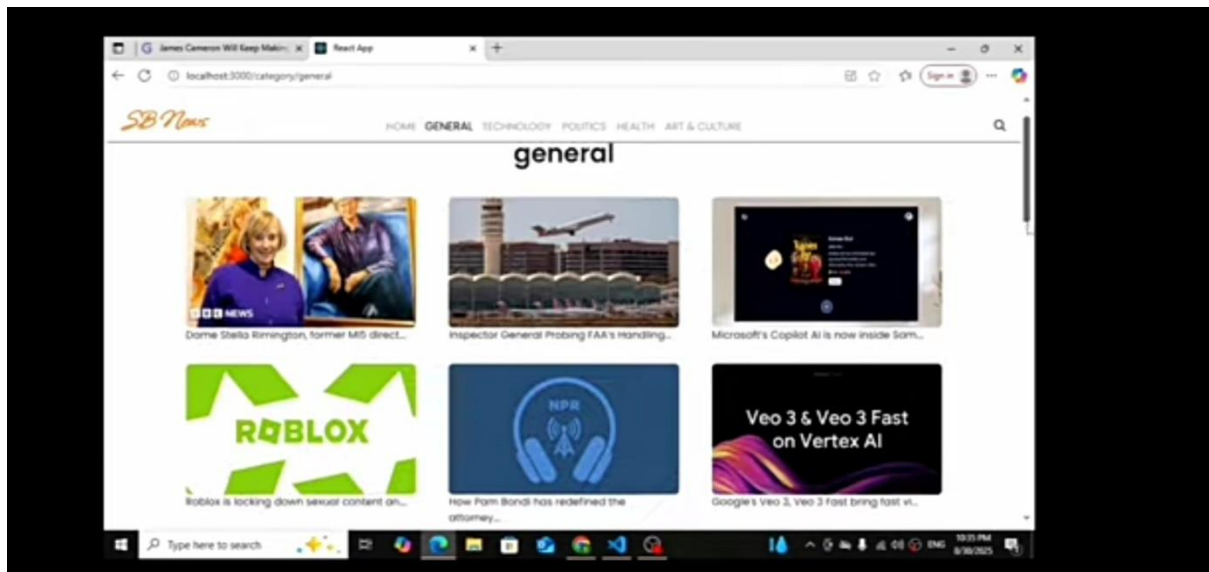 James Cameron Will Keep Making
React App
localhost:3000/category/general
Sign in
SB News
HOME GENERAL TECHNOLOGY POLITICS HEALTH ART & CULTURE
general
BBC NEWS
Dame Stella Rimington, former MI5 direct...
Inspector General Probing FAA's Handling...
Microsoft's Copilot AI is now inside Sam...
ROBLOX
NPR
Veo 3 & Veo 3 Fast
on Vertex AI
Roblox is locking down sexual content on...
How Pam Bondi has redefined the
attorney...
Google's Veo 3, Veo 3 Fast bring fast vi...
Type here to search
ENG
10:35 PM
8/30/2025